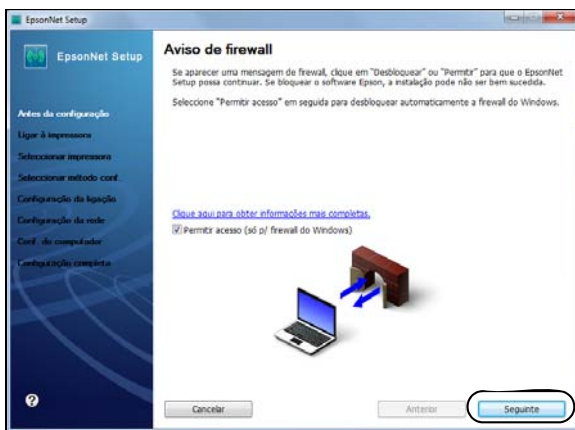 EpsonNet Setup
EpsonNet Setup
Antes da configuração
Ligar à impressora
Seleccionar impressora
Seleccionar método conf.
Configuração da ligação
Configuração da rede
Conf. do computador
Configuração completa
?
Aviso de firewall
Se aparecer uma mensagem de firewall, clique em "Desbloquear" ou "Permitir" para que o EpsonNet
Setup possa continuar. Se bloquear o software Epson, a instalação pode não ser bem sucedida.
Seleccione "Permitir acesso" em seguida para desbloquear automaticamente a firewall do Windows.
Clique aqui para obter informações mais completas.
Permitir acesso (só p/ firewall do Windows)
Cancelar
Anterior
Seguinte